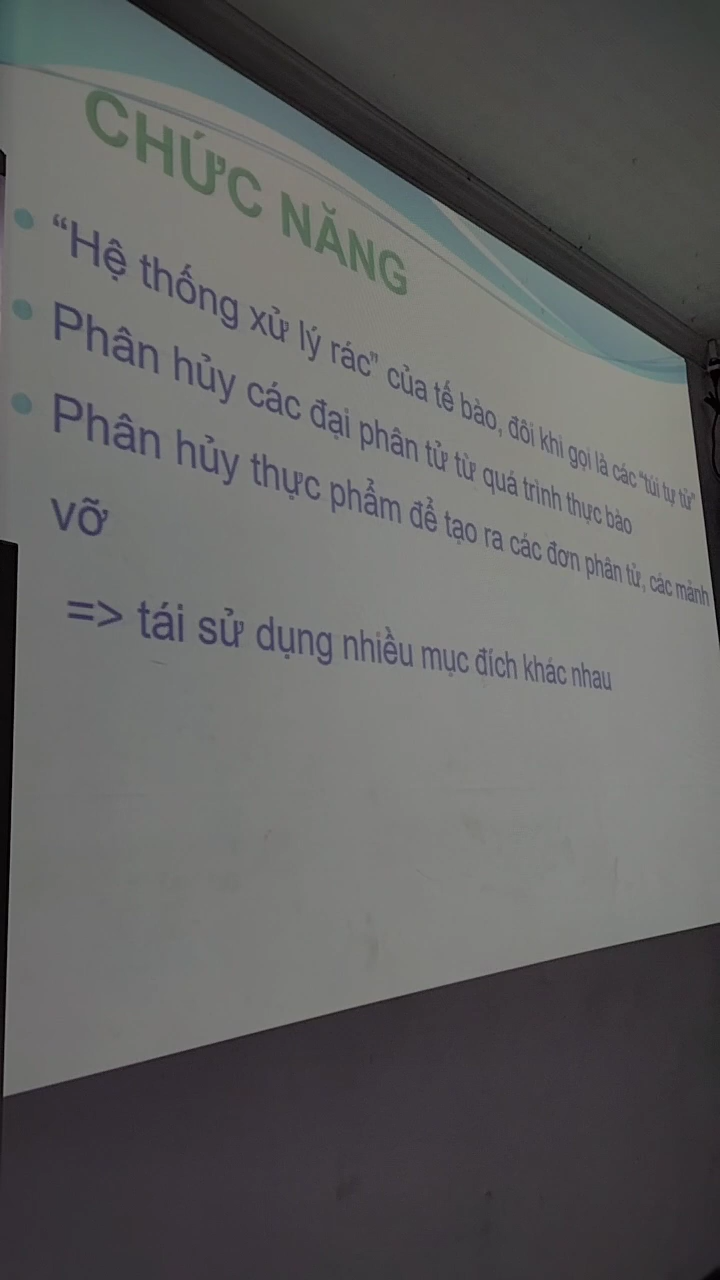 CHỨC NĂNG
• “Hệ thống xử lý rác” của tế bào, đôi khi gọi là các “túi tự tử”
• Phân hủy các đại phân tử từ quá trình thực bào
• Phân hủy thực phẩm để tạo ra các đơn phân tử, các mảnh
vỡ
=> tái sử dụng nhiều mục đích khác nhau